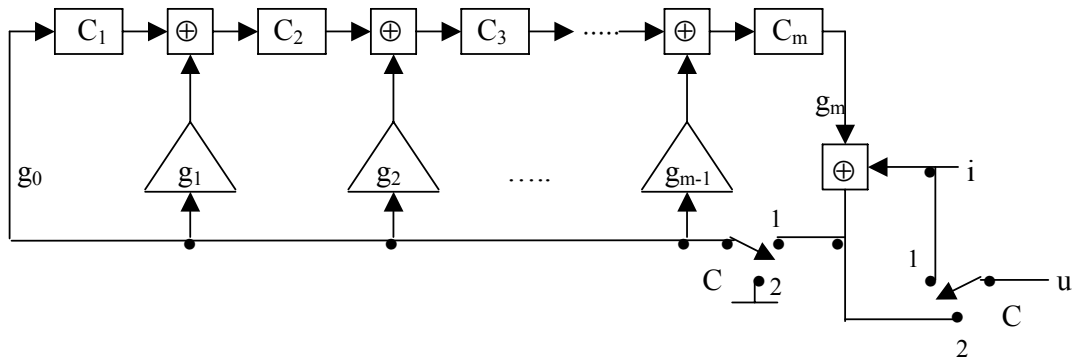 C₁ ⊕ C₂ ⊕ C₃ ..... ⊕ Cₘ
gₘ
g₀ g₁ g₂ ..... gₘ₋₁ ⊕ i
1
1
C 2 u
C
2